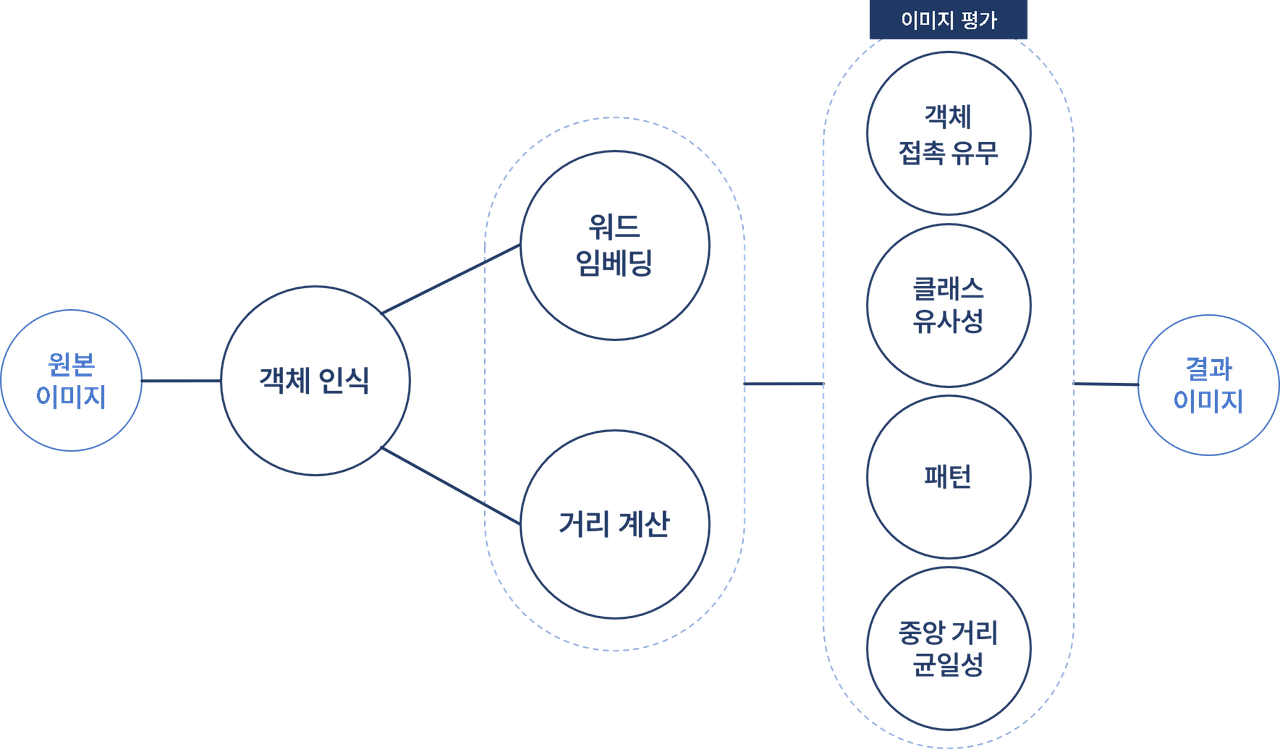 원본
이미지
객체 인식
워드
임베딩
거리 계산
이미지 평가
객체
접촉 유무
클래스
유사성
패턴
중앙 거리
균일성
결과
이미지